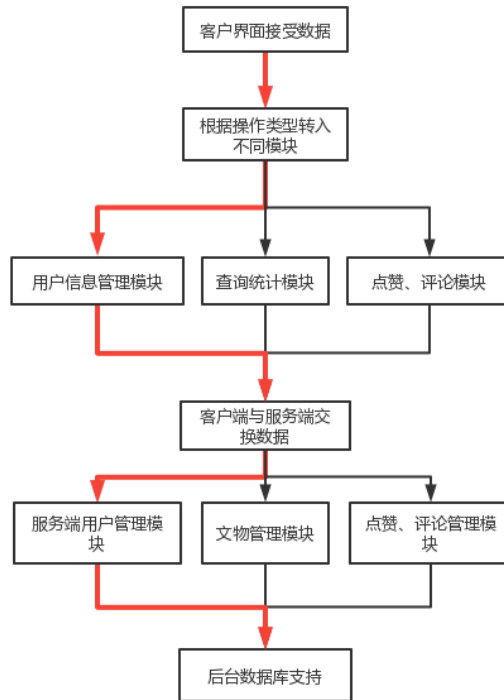 客户界面接受数据
根据操作类型转入
不同模块
用户信息管理模块
查询统计模块
点赞、评论模块
客户端与服务端交
换数据
服务端用户管理模
块
文物管理模块
点赞、评论管理模
块
后台数据库支持